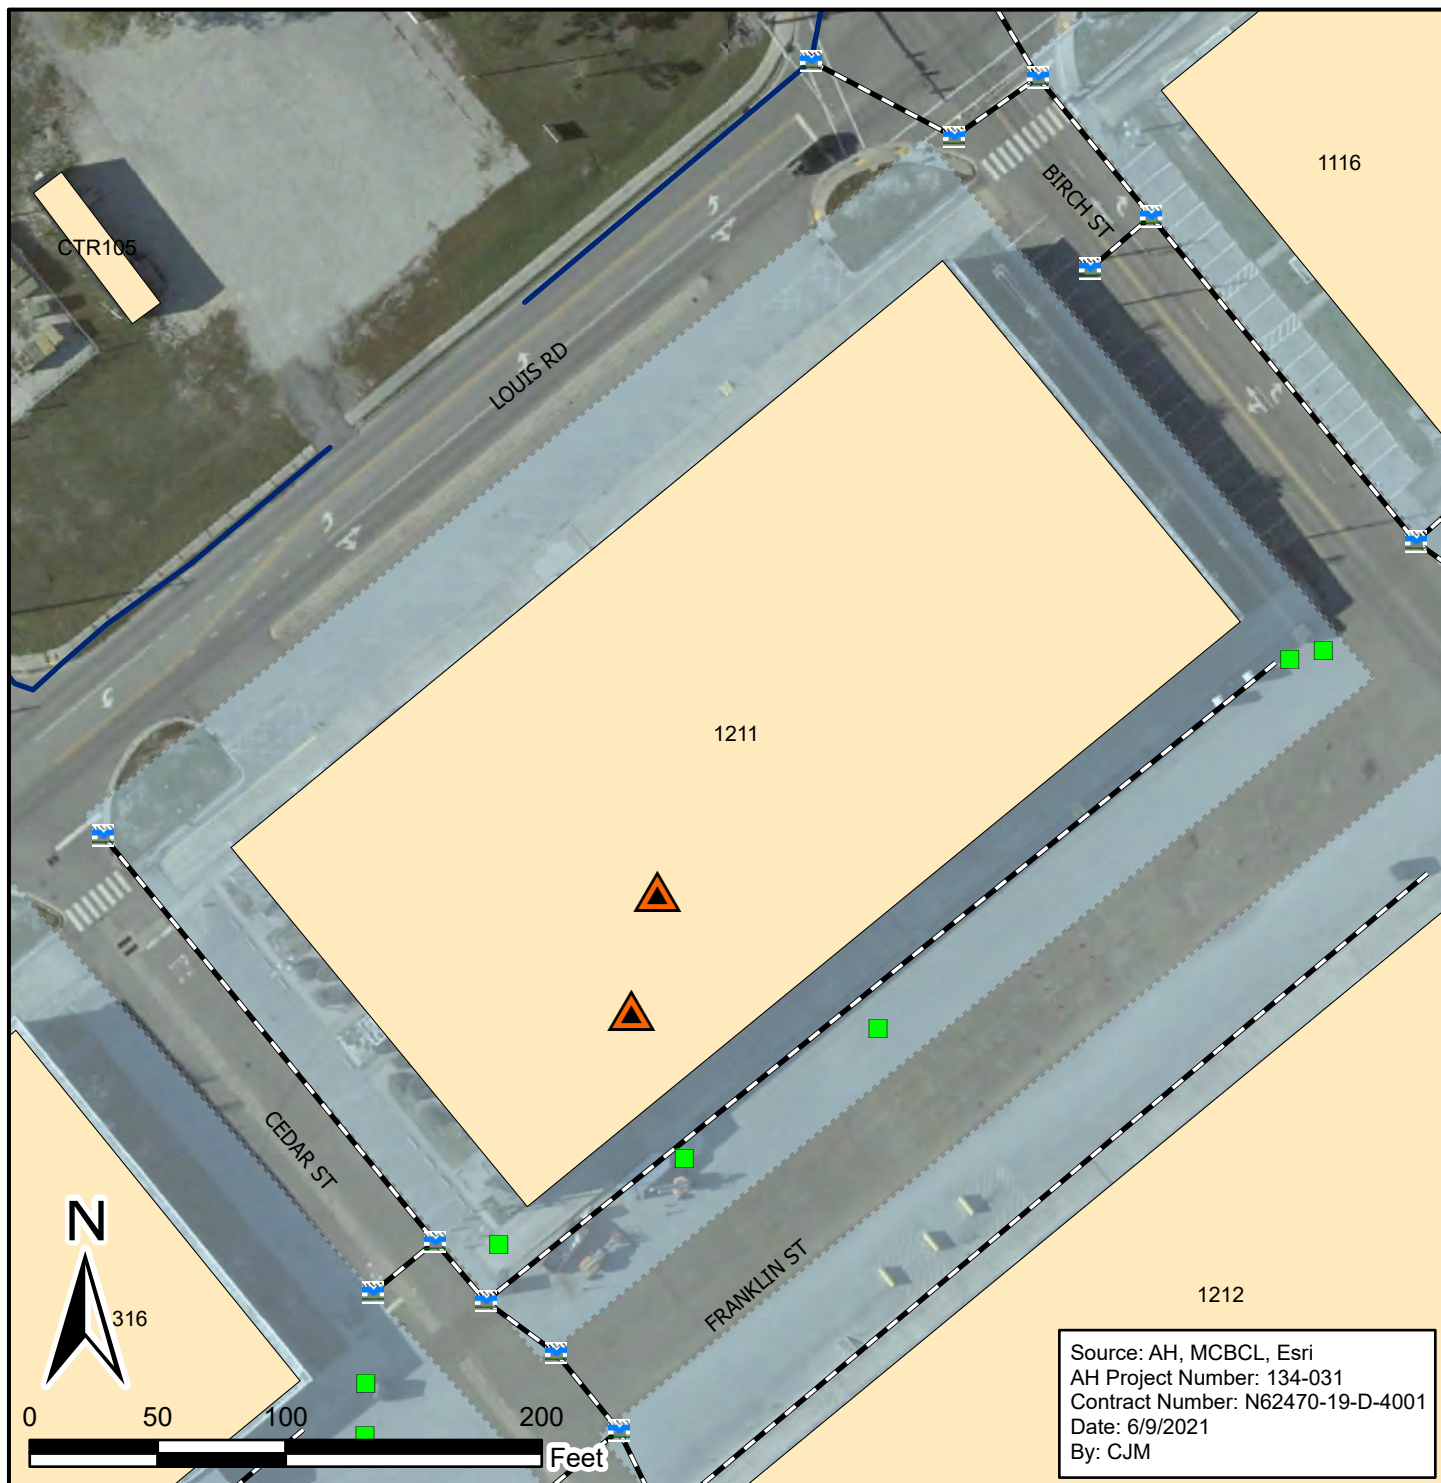 1116
BIRCH ST
CTR105
LOUIS RD
1211
CEDAR ST
FRANKLIN ST
N
316
1212
0 50 100 200
Feet
Source: AH, MCBCL, Esri
AH Project Number: 134-031
Contract Number: N62470-19-D-4001
Date: 6/9/2021
By: CJM